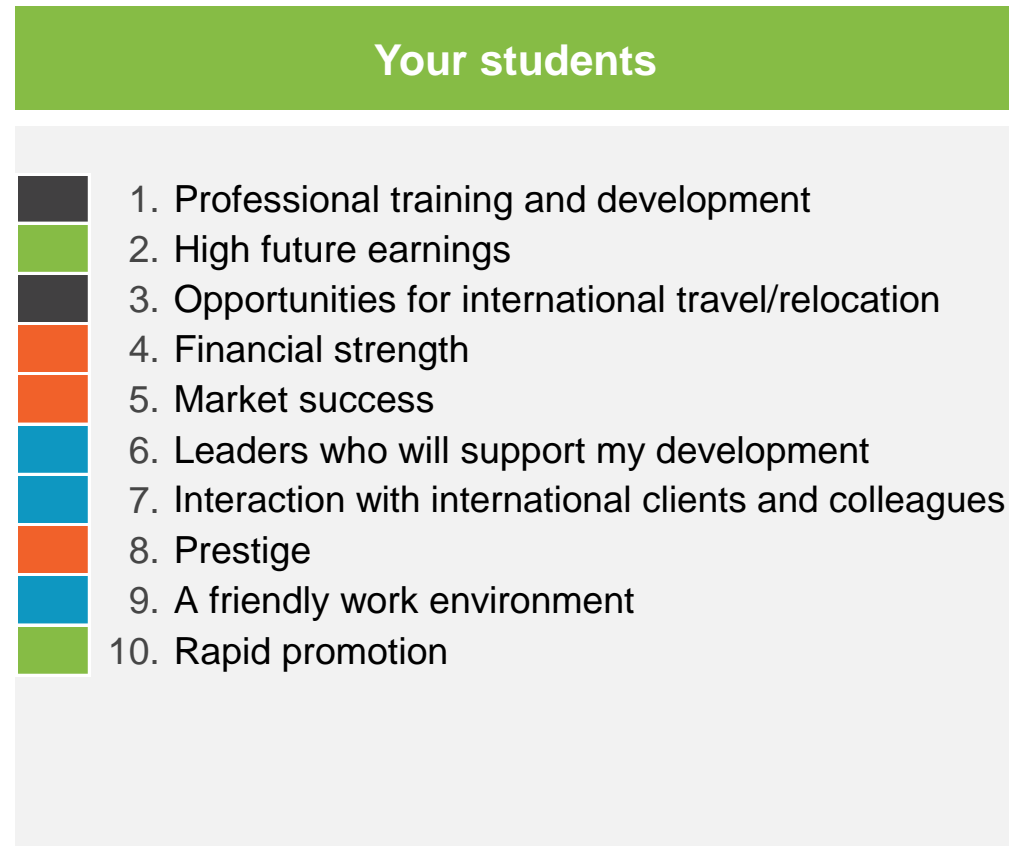 Your students
1. Professional training and development
2. High future earnings
3. Opportunities for international travel/relocation
4. Financial strength
5. Market success
6. Leaders who will support my development
7. Interaction with international clients and colleagues
8. Prestige
9. A friendly work environment
10. Rapid promotion